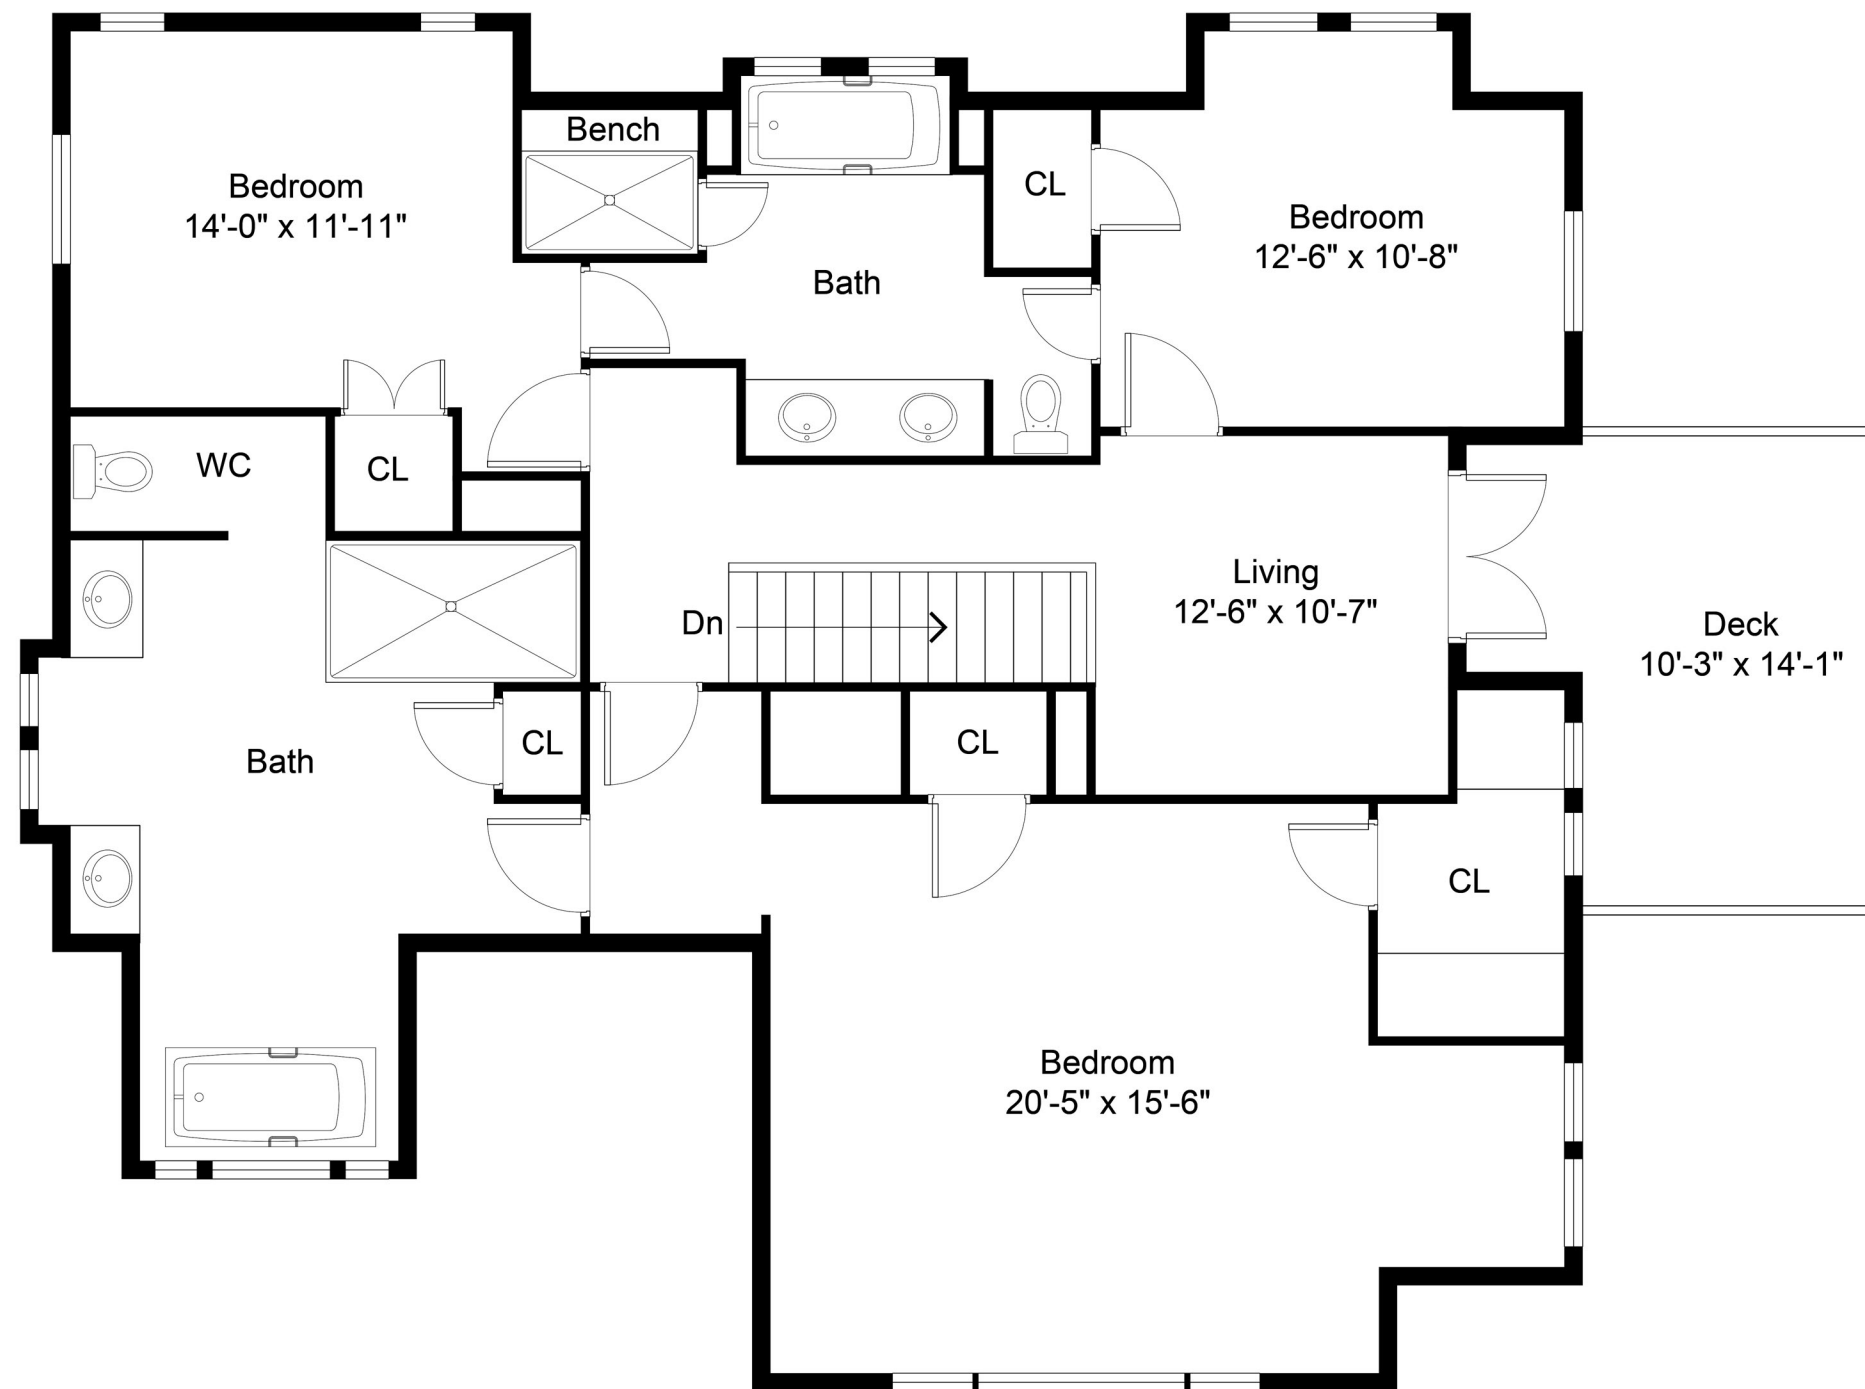 Bench
Bedroom
14'-0" x 11'-11"
CL
Bedroom
12'-6" x 10'-8"
Bath
WC
CL
Living
12'-6" x 10'-7"
Dn
Deck
10'-3" x 14'-1"
Bath
CL
CL
CL
Bedroom
20'-5" x 15'-6"